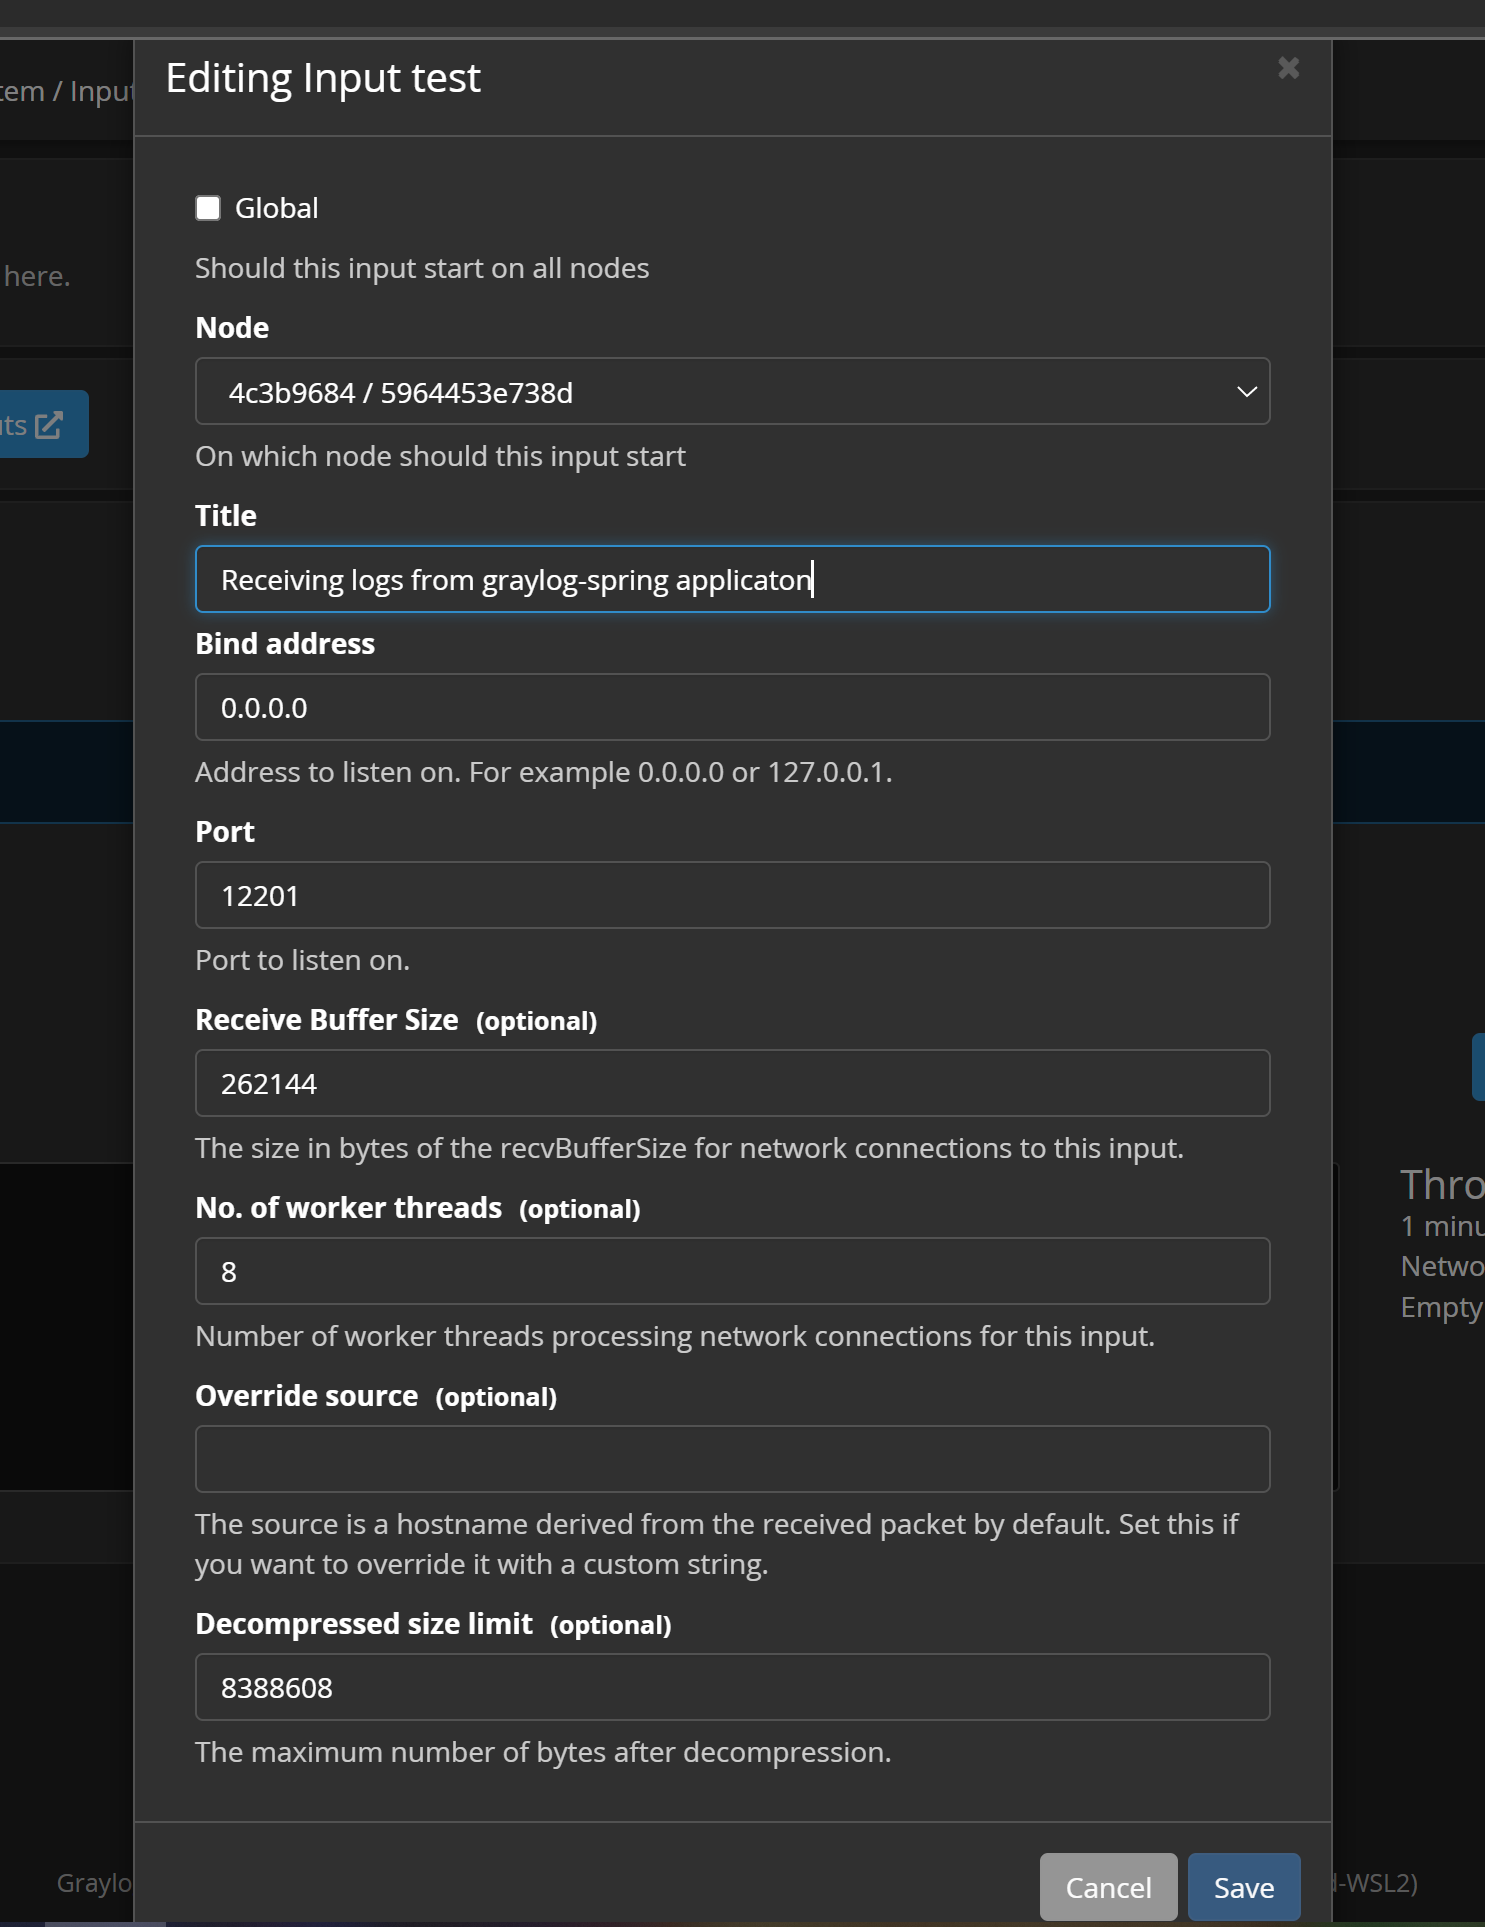 Editing Input test
tem / Input
Global
Should this input start on all nodes
here.
Node
4c3b9684 / 5964453e738d
On which node should this input start
Title
Receiving logs from graylog-spring applicaton
Bind address
0.0.0.0
Address to listen on. For example 0.0.0.0 or 127.0.0.1.
Port
12201
Port to listen on.
Receive Buffer Size (optional)
262144
The size in bytes of the recvBufferSize for network connections to this input.
No. of worker threads (optional)
8
Number of worker threads processing network connections for this input.
Thro
1 minu
Netwo
Empty
Override source (optional)
The source is a hostname derived from the received packet by default. Set this if
you want to override it with a custom string.
Decompressed size limit (optional)
8388608
The maximum number of bytes after decompression.
Cancel
Save
Graylo
-WSL2)